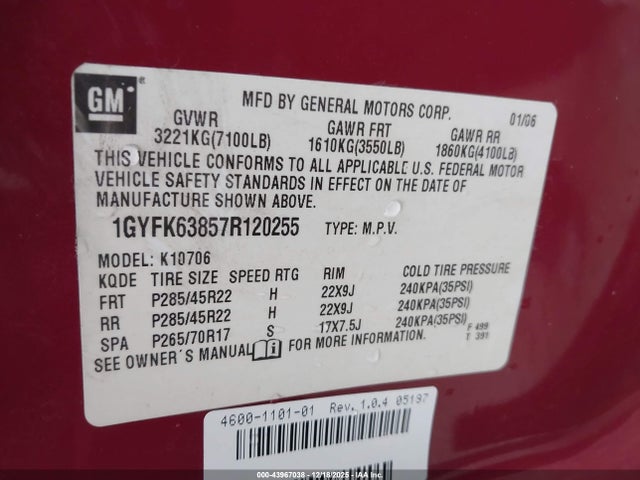 GM
MFD BY GENERAL MOTORS CORP. 01/06
GVWR GAWR FRT GAWR RR
3221KG(7100LB) 1610KG(3550LB) 1860KG(4100LB)
THIS VEHICLE CONFORMS TO ALL APPLICABLE U.S. FEDERAL MOTOR
VEHICLE SAFETY STANDARDS IN EFFECT ON THE DATE OF
MANUFACTURE SHOWN ABOVE.
1GYFK63857R120255 TYPE: M.P.V.
MODEL: K10706
KQDE TIRE SIZE SPEED RTG RIM COLD TIRE PRESSURE
FRT P285/45R22 H 22X9J 240KPA(35PSI)
RR P285/45R22 H 22X9J 240KPA(35PSI)
SPA P265/70R17 S 17X7.5J 240KPA(35PSI)
F 499
T 391
SEE OWNER'S MANUAL i FOR MORE INFORMATION.
4600-1101-01 Rev. 1.0.4 05197
000-43967038 - 12/18/2025 - IAA, Inc.